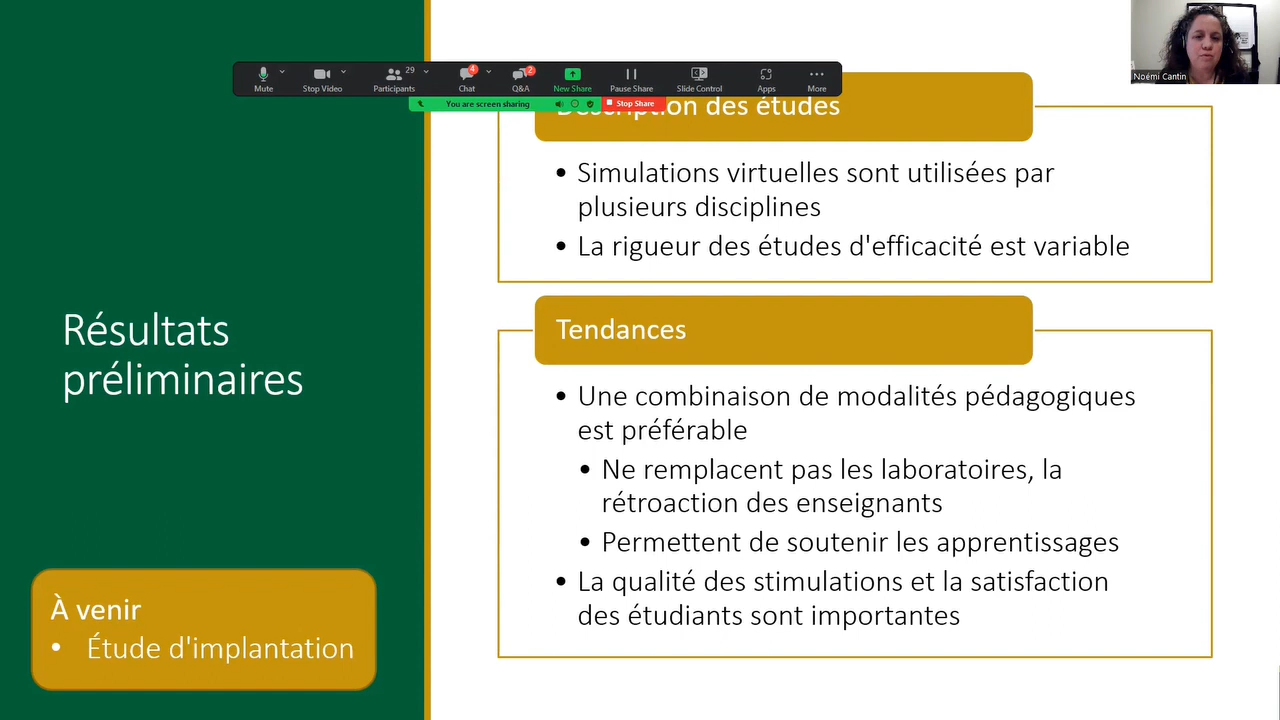 Noémi Cantin
29
4
2
Mute
Stop Video
Participants
Chat
Q&A
New Share
Pause Share
Slide Control
Apps
More
You are screen sharing
Stop Share
Description des études
• Simulations virtuelles sont utilisées par
plusieurs disciplines
• La rigueur des études d'efficacité est variable
Résultats
préliminaires
Tendances
• Une combinaison de modalités pédagogiques
est préférable
• Ne remplacent pas les laboratoires, la
rétroaction des enseignants
• Permettent de soutenir les apprentissages
• La qualité des stimulations et la satisfaction
des étudiants sont importantes
À venir
• Étude d'implantation